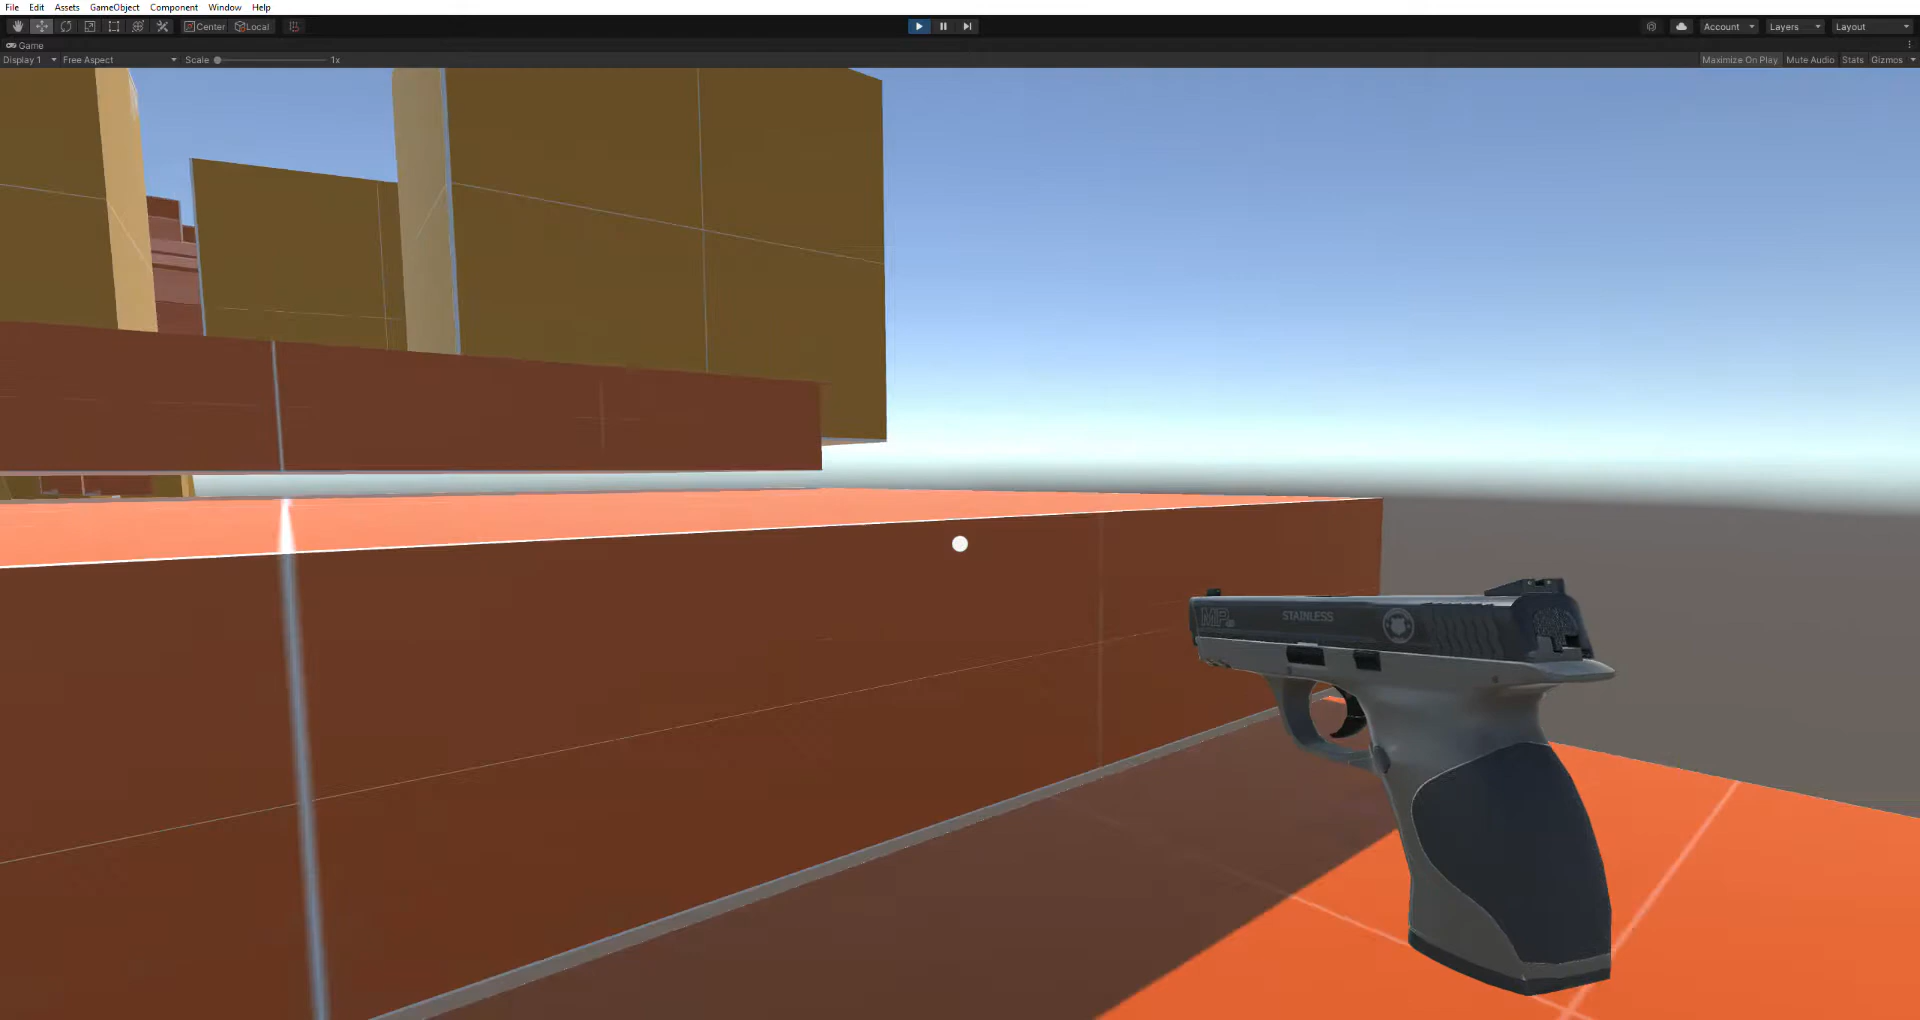 File Edit Assets GameObject Component Window Help
Center Local Account Layers Layout
Game
Display 1 Free Aspect Scale 1x Maximize On Play Mute Audio Stats Gizmos
M&P STAINLESS